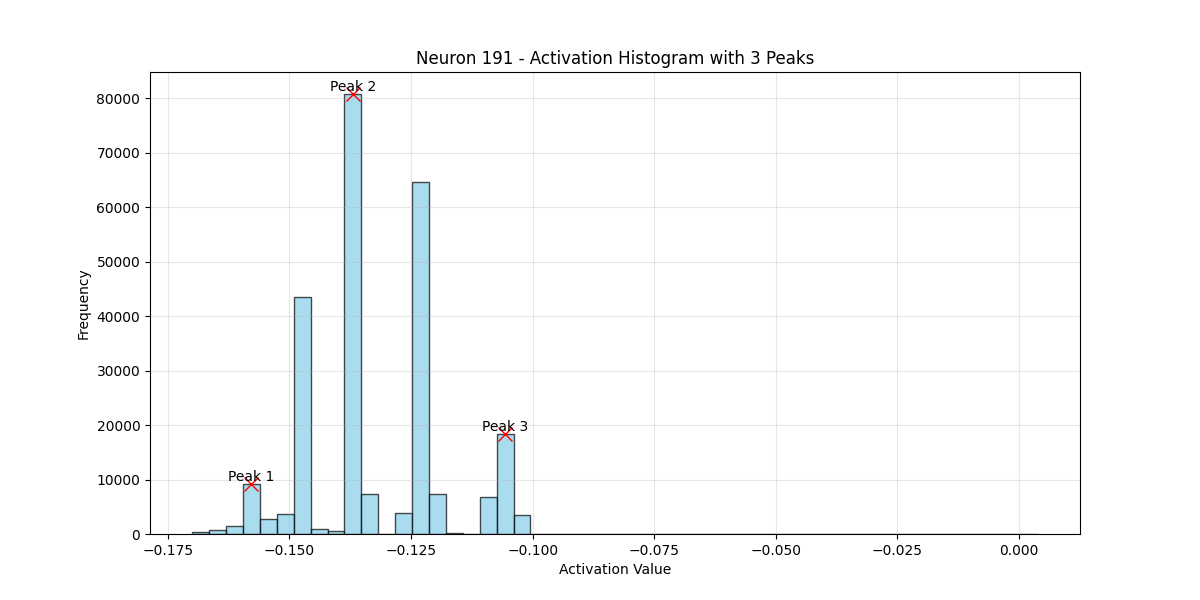 Neuron 191 - Activation Histogram with 3 Peaks
Peak 2
Peak 3
Peak 1
80000
70000
60000
50000
40000
30000
20000
10000
0
Frequency
−0.175
−0.150
−0.125
−0.100
−0.075
−0.050
−0.025
0.000
Activation Value